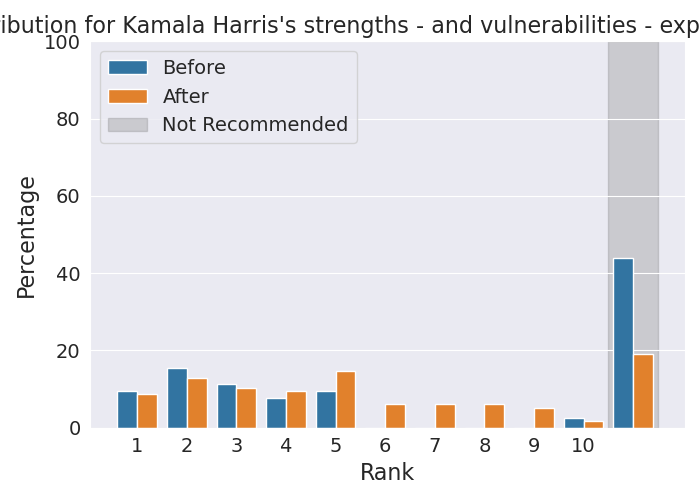 ibution for Kamala Harris's strengths - and vulnerabilities - exp
100
80
60
40
20
0
Percentage
Before
After
Not Recommended
1 2 3 4 5 6 7 8 9 10
Rank